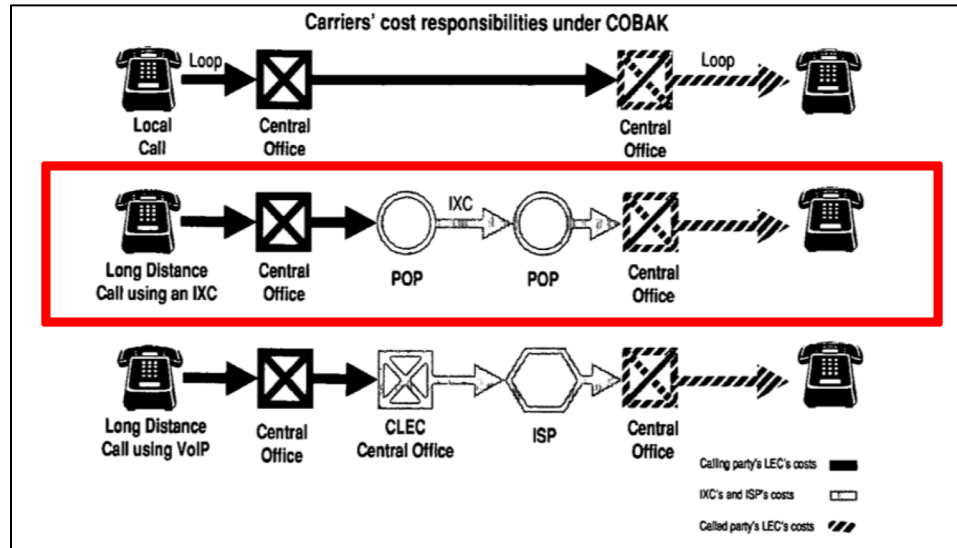 Carriers' cost responsibilities under COBAK
Loop
Loop
Local
Call
Central
Office
Central
Office
IXC
Long Distance
Call using an IXC
Central
Office
POP
POP
Central
Office
Long Distance
Call using VoIP
Central
Office
CLEC
Central Office
ISP
Central
Office
Calling party's LEC's costs
IXC's and ISP's costs
Called party's LEC's costs